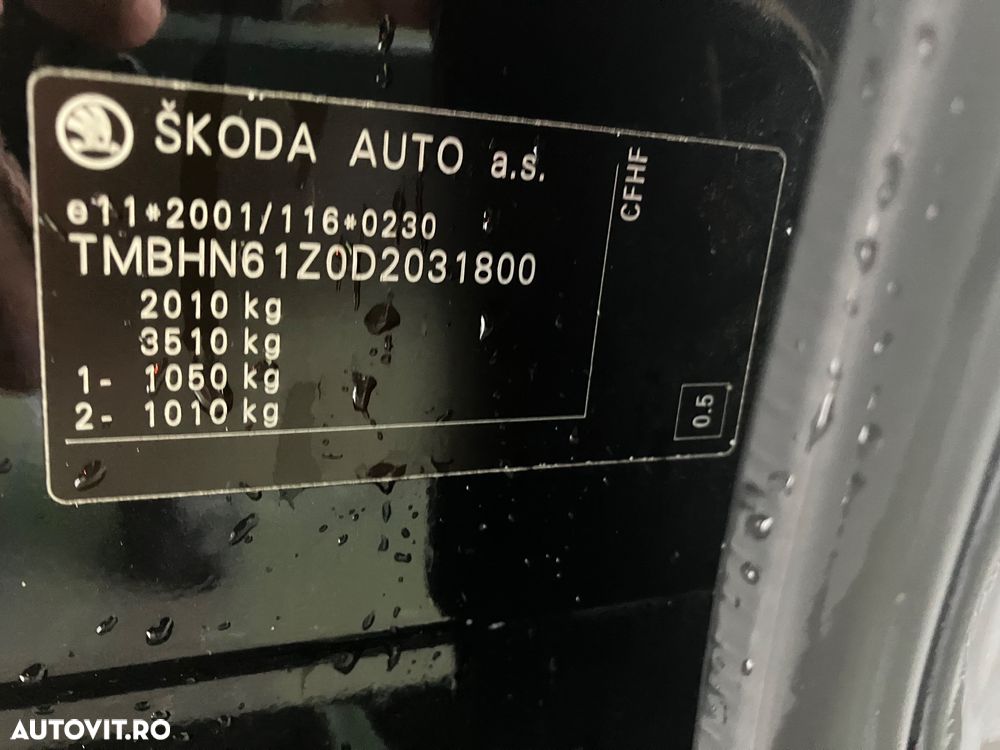 ŠKODA AUTO a.s.
e11*2001/116*0230
TMBHN61Z0D2031800
2010 kg
3510 kg
1- 1050 kg
2- 1010 kg
CFHF
0.5
AUTOVIT.RO